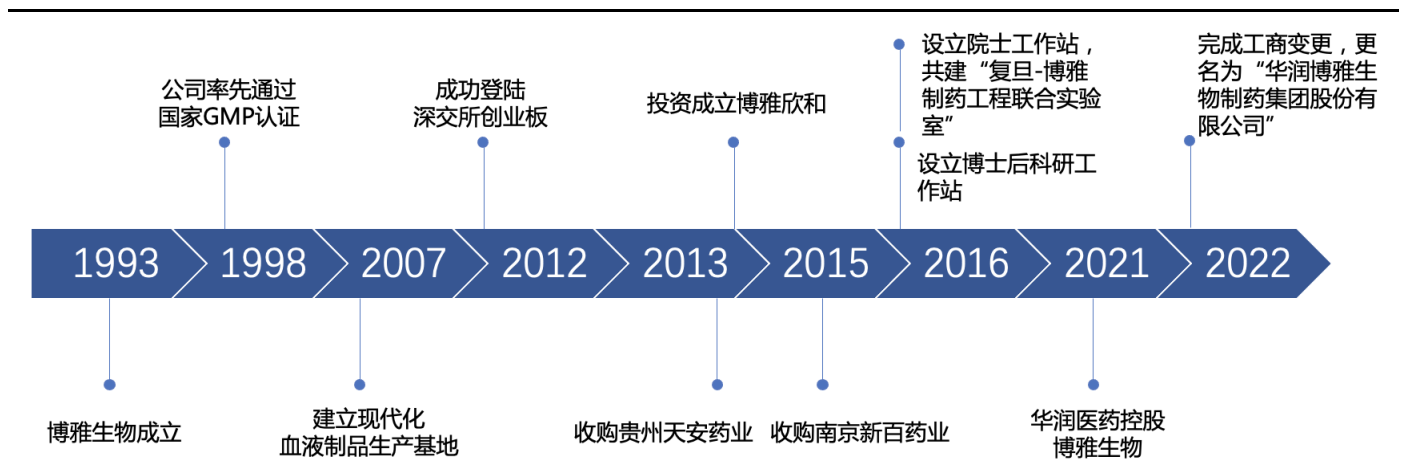 公司率先通过
国家GMP认证
成功登陆
深交所创业板
投资成立博雅欣和
设立院士工作站，
共建“复旦-博雅
制药工程联合实验
室”
设立博士后科研工
作站
完成工商变更，更
名为“华润博雅生
物制药集团股份有
限公司”
1993
1998
2007
2012
2013
2015
2016
2021
2022
博雅生物成立
建立现代化
血液制品生产基地
收购贵州天安药业
收购南京新百药业
华润医药控股
博雅生物